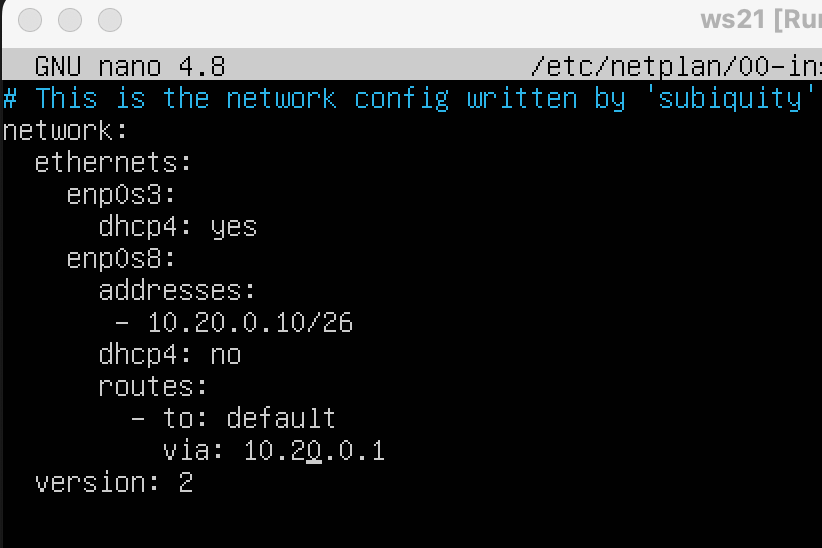 ws21 [Ru
GNU nano 4.8 /etc/netplan/00-ins
# This is the network config written by 'subiquity'
network:
  ethernets:
    enp0s3:
      dhcp4: yes
    enp0s8:
      addresses:
       - 10.20.0.10/26
      dhcp4: no
      routes:
        - to: default
          via: 10.20.0.1
  version: 2